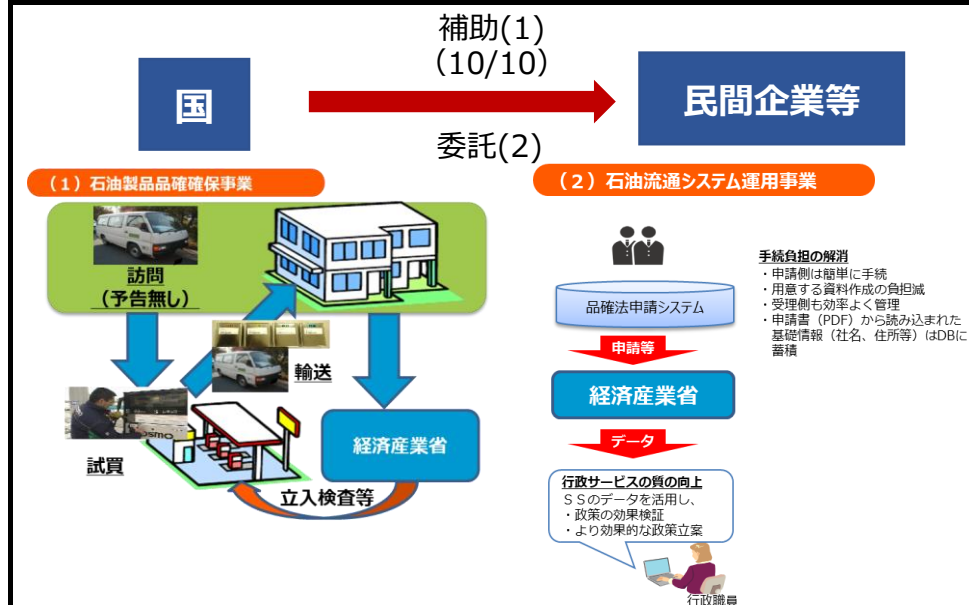 補助(1)
（10/10）
国
民間企業等
委託(2)
（１）石油製品品確確保事業
訪問
（予告無し）
輸送
試買
経済産業省
立入検査等
（２）石油流通システム運用事業
品確法申請システム
申請等
経済産業省
データ
行政サービスの質の向上
ＳＳのデータを活用し、
・政策の効果検証
・より効果的な政策立案
行政職員
手続負担の解消
・申請側は簡単に手続
・用意する資料作成の負担減
・受理側も効率よく管理
・申請書（PDF）から読み込まれた
基礎情報（社名、住所等）はDBに
蓄積